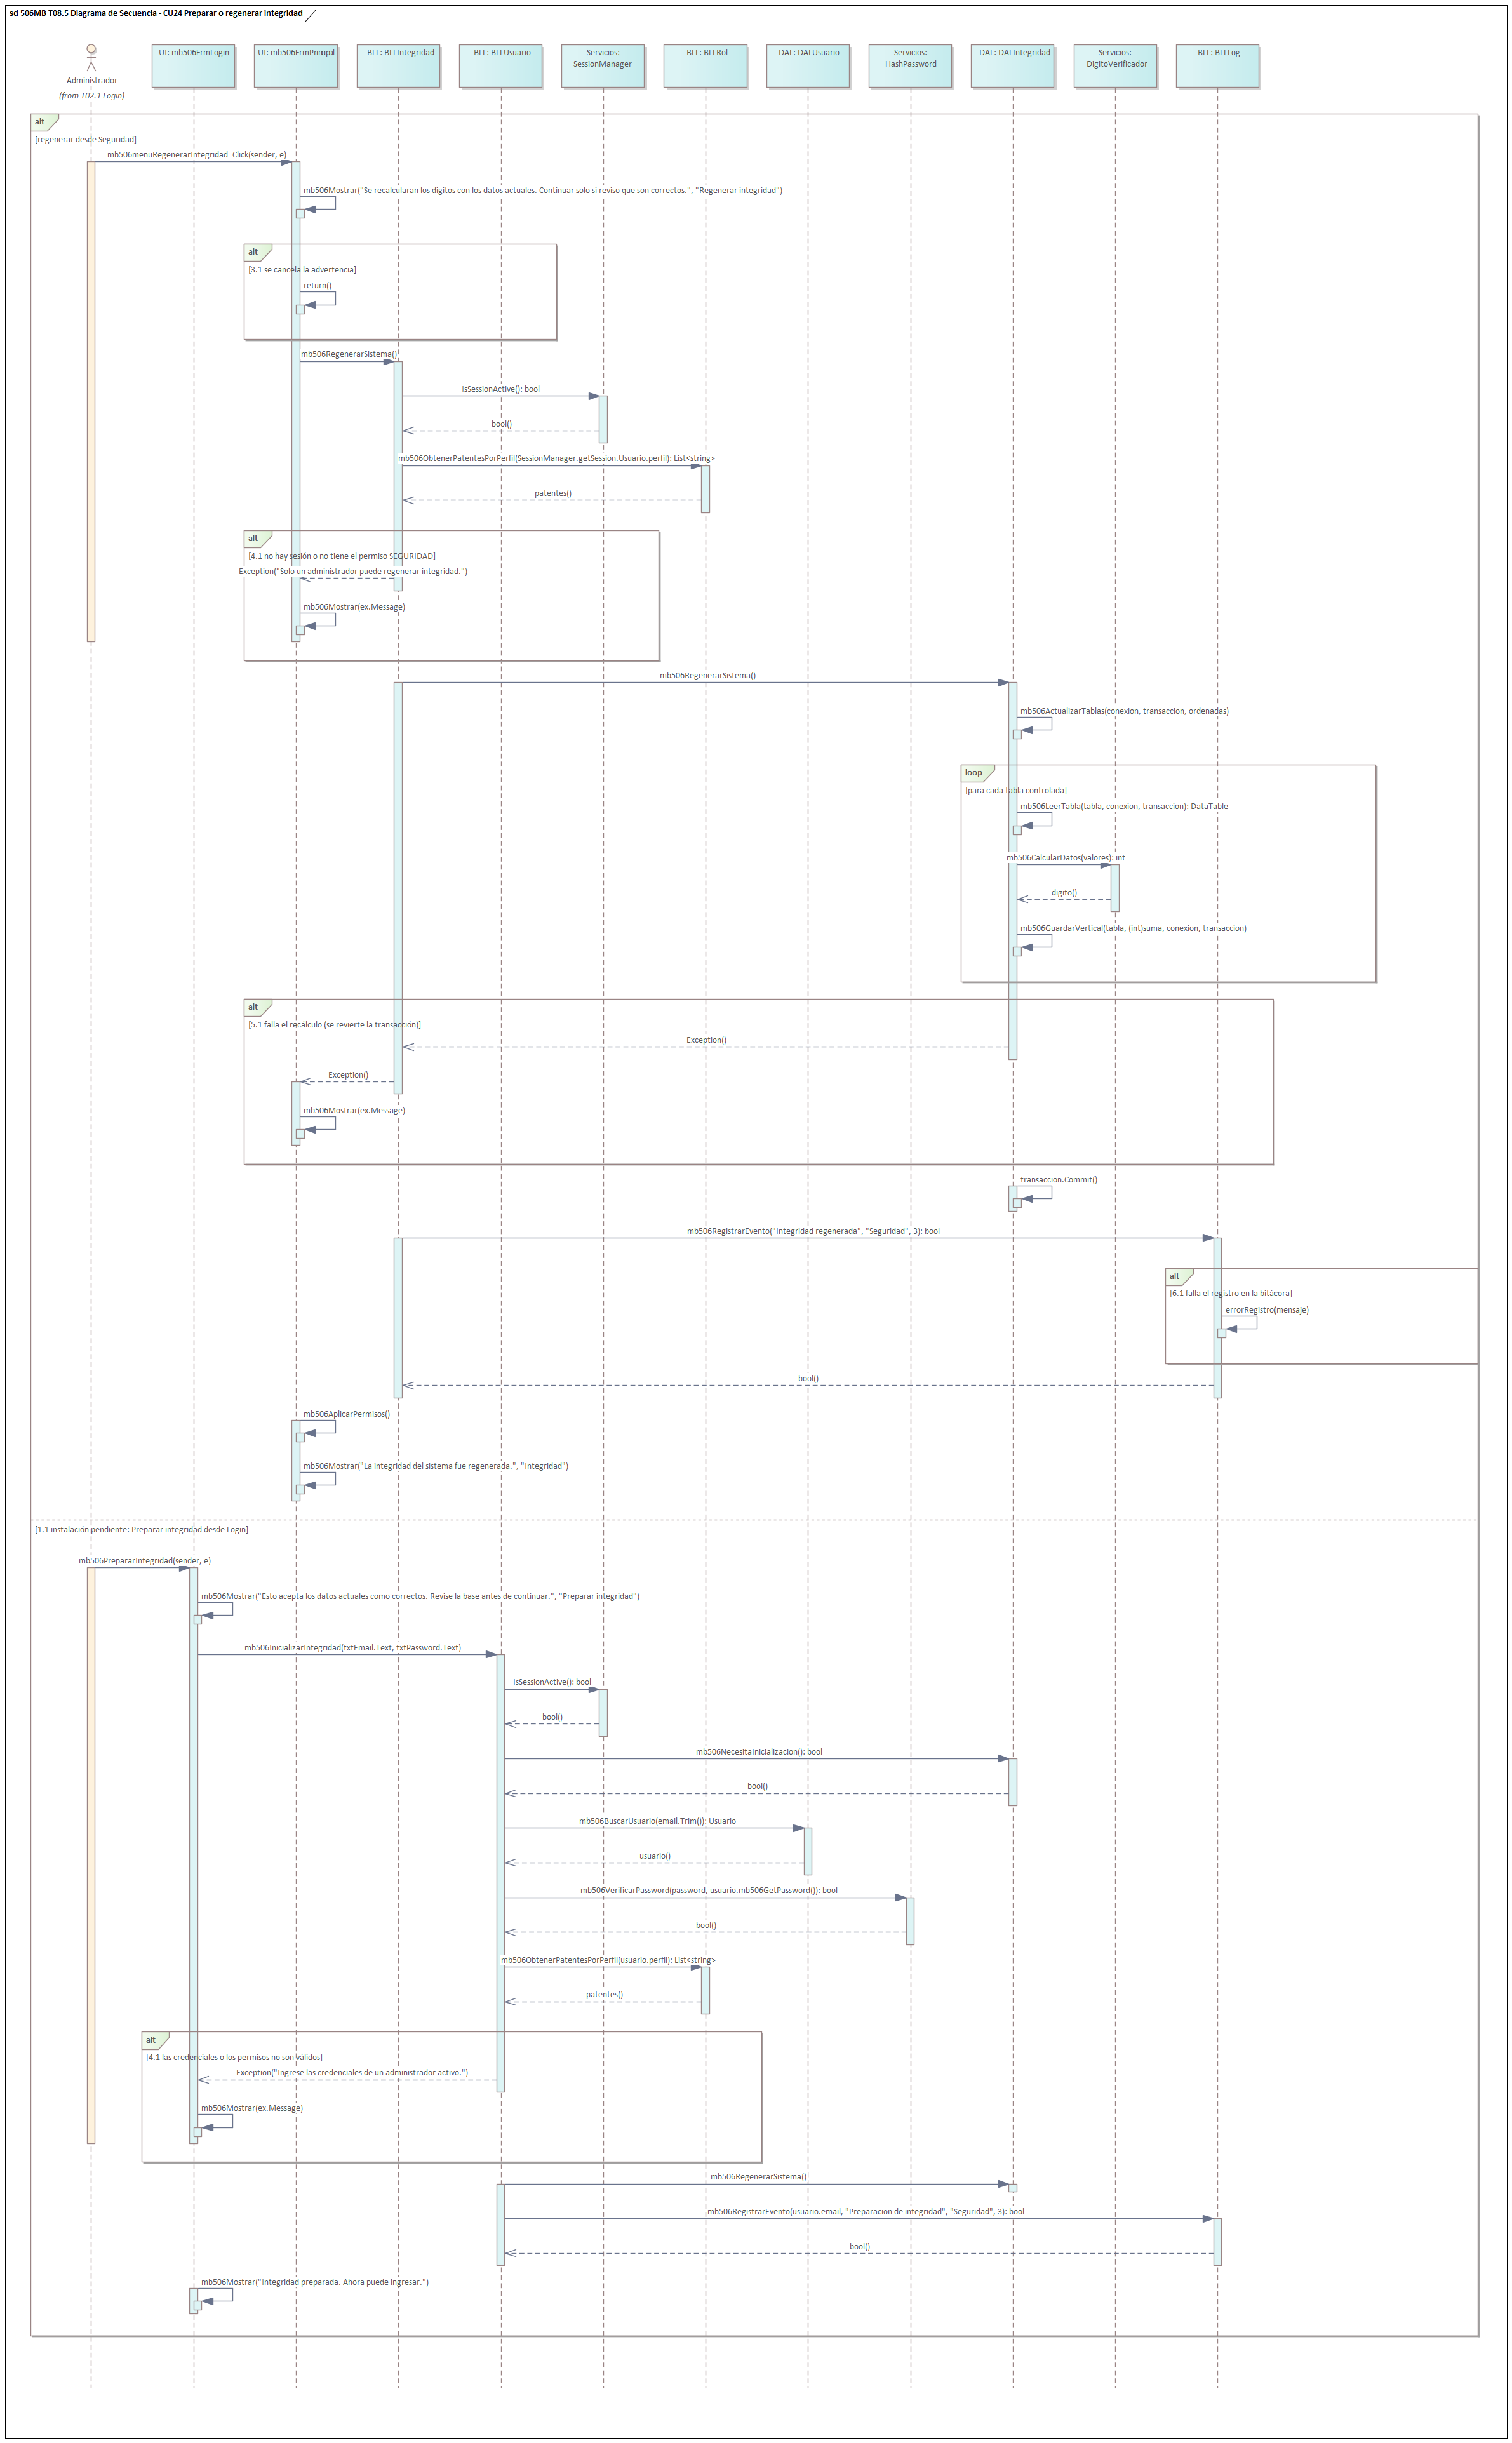 sd 506MB T08.5 Diagrama de Secuencia - CU24 Preparar o regenerar integridad
Administrador
(from T02.1 Login)
UI: mb506FrmLogin
UI: mb506FrmPrincipal
BLL: BLLIntegridad
BLL: BLLUsuario
Servicios:
SessionManager
BLL: BLLRol
DAL: DALUsuario
Servicios:
HashPassword
DAL: DALIntegridad
Servicios:
DigitoVerificador
BLL: BLLLog
alt
[regenerar desde Seguridad]
mb506menuRegenerarIntegridad_Click(sender, e)
mb506Mostrar("Se recalcularan los digitos con los datos actuales. Continuar solo si reviso que son correctos.", "Regenerar integridad")
alt
[3.1 se cancela la advertencia]
return()
mb506RegenerarSistema()
IsSessionActive(): bool
bool()
mb506ObtenerPatentesPorPerfil(SessionManager.getSession.Usuario.perfil): List<string>
patentes()
alt
[4.1 no hay sesión o no tiene el permiso SEGURIDAD]
Exception("Solo un administrador puede regenerar integridad.")
mb506Mostrar(ex.Message)
mb506RegenerarSistema()
mb506ActualizarTablas(conexion, transaccion, ordenadas)
loop
[para cada tabla controlada]
mb506LeerTabla(tabla, conexion, transaccion): DataTable
mb506CalcularDatos(valores): int
digito()
mb506GuardarVertical(tabla, (int)suma, conexion, transaccion)
alt
[5.1 falla el recálculo (se revierte la transacción)]
Exception()
Exception()
mb506Mostrar(ex.Message)
transaccion.Commit()
mb506RegistrarEvento("Integridad regenerada", "Seguridad", 3): bool
alt
[6.1 falla el registro en la bitácora]
errorRegistro(mensaje)
bool()
mb506AplicarPermisos()
mb506Mostrar("La integridad del sistema fue regenerada.", "Integridad")
[1.1 instalación pendiente: Preparar integridad desde Login]
mb506PrepararIntegridad(sender, e)
mb506Mostrar("Esto acepta los datos actuales como correctos. Revise la base antes de continuar.", "Preparar integridad")
mb506InicializarIntegridad(txtEmail.Text, txtPassword.Text)
IsSessionActive(): bool
bool()
mb506NecesitaInicializacion(): bool
bool()
mb506BuscarUsuario(email.Trim()): Usuario
usuario()
mb506VerificarPassword(password, usuario.mb506GetPassword()): bool
bool()
mb506ObtenerPatentesPorPerfil(usuario.perfil): List<string>
patentes()
alt
[4.1 las credenciales o los permisos no son válidos]
Exception("Ingrese las credenciales de un administrador activo.")
mb506Mostrar(ex.Message)
mb506RegenerarSistema()
mb506RegistrarEvento(usuario.email, "Preparacion de integridad", "Seguridad", 3): bool
bool()
mb506Mostrar("Integridad preparada. Ahora puede ingresar.")